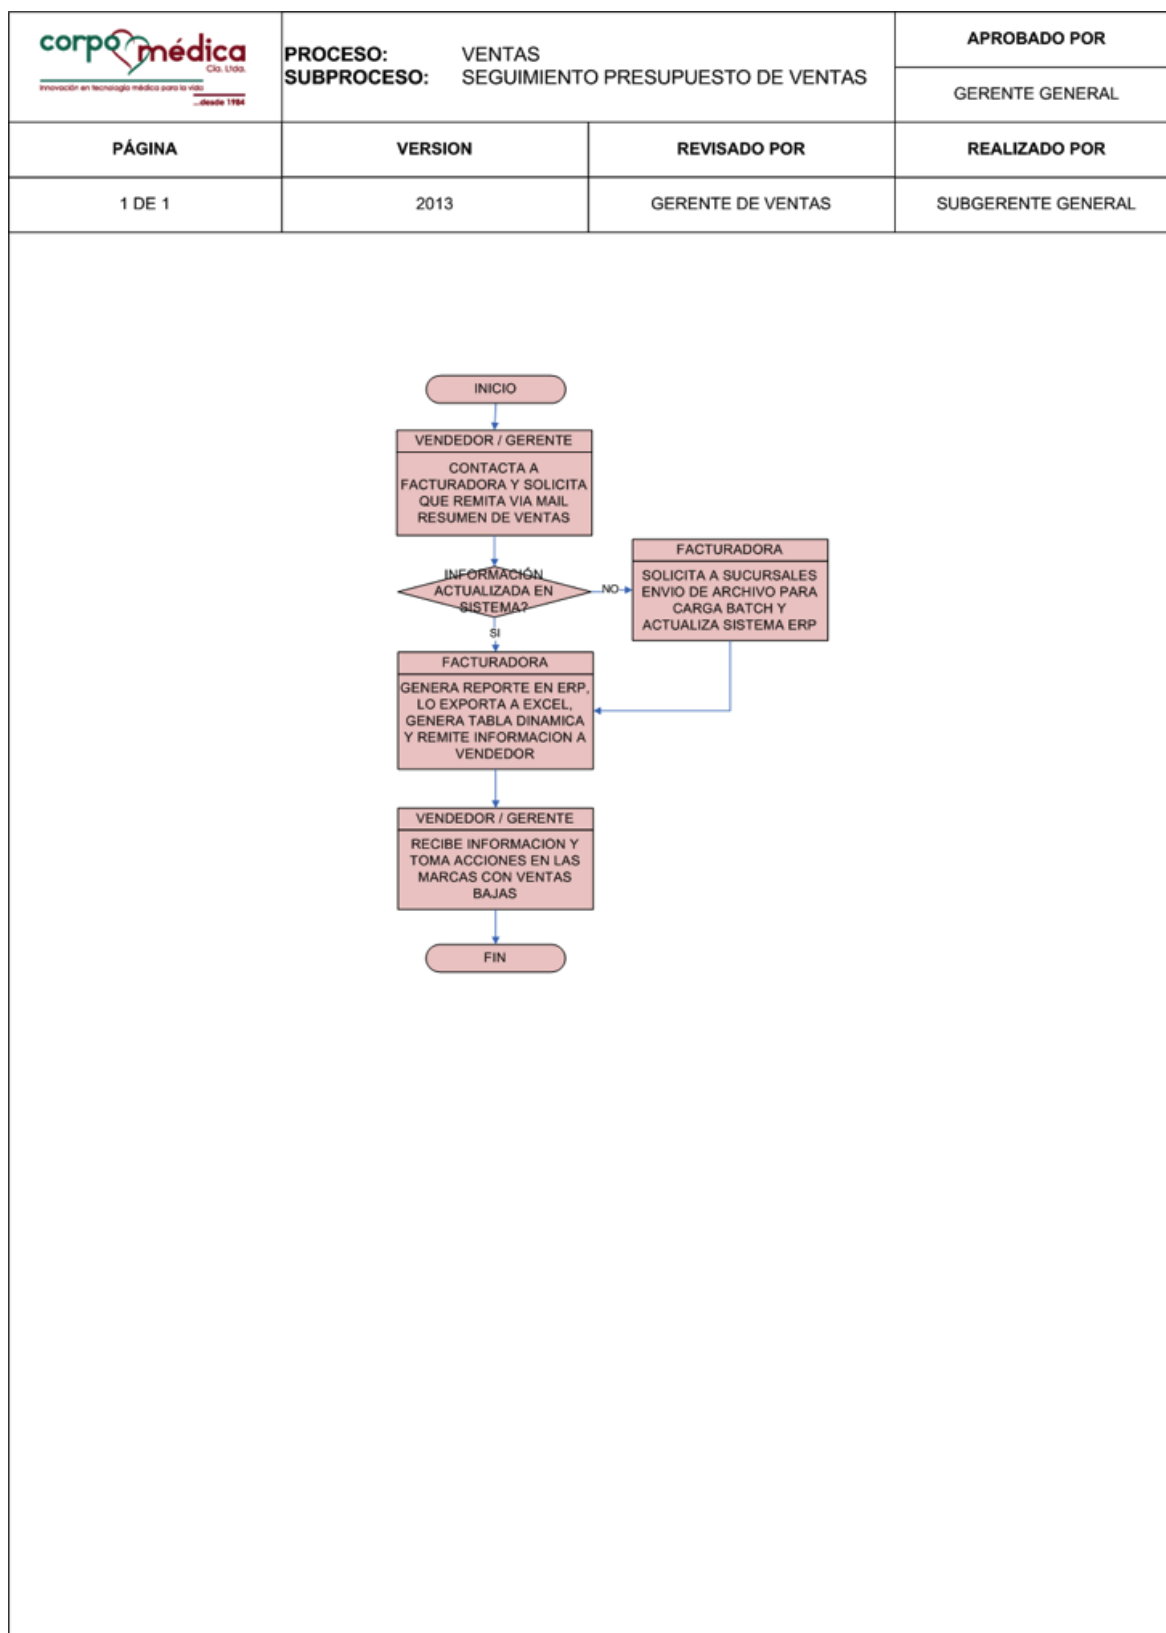 corpomédica
Cía. Ltda.
Innovación en tecnología médica para la vida
...desde 1984
PROCESO: VENTAS
SUBPROCESO: SEGUIMIENTO PRESUPUESTO DE VENTAS
APROBADO POR
GERENTE GENERAL
PÁGINA
VERSION
REVISADO POR
REALIZADO POR
1 DE 1
2013
GERENTE DE VENTAS
SUBGERENTE GENERAL
INICIO
VENDEDOR / GERENTE
CONTACTA A
FACTURADORA Y SOLICITA
QUE REMITA VIA MAIL
RESUMEN DE VENTAS
INFORMACIÓN
ACTUALIZADA EN
SISTEMA?
NO
FACTURADORA
SOLICITA A SUCURSALES
ENVIO DE ARCHIVO PARA
CARGA BATCH Y
ACTUALIZA SISTEMA ERP
SI
FACTURADORA
GENERA REPORTE EN ERP,
LO EXPORTA A EXCEL,
GENERA TABLA DINAMICA
Y REMITE INFORMACION A
VENDEDOR
VENDEDOR / GERENTE
RECIBE INFORMACION Y
TOMA ACCIONES EN LAS
MARCAS CON VENTAS
BAJAS
FIN